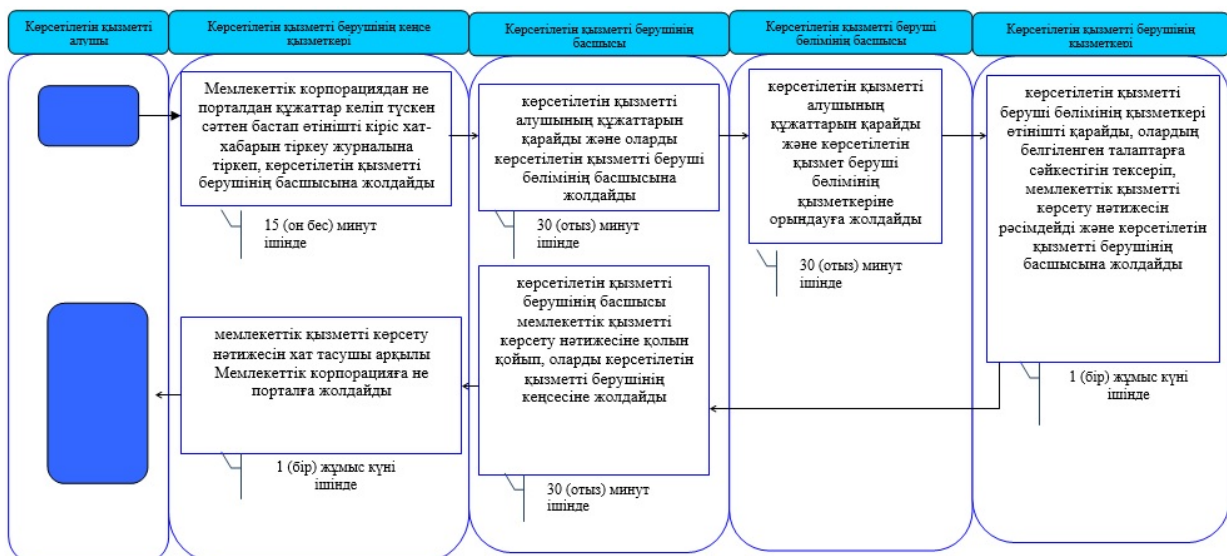 Көрсетілетін қызметті
алушы
Көрсетілетін қызметті берушінің кеңсе
қызметкері
Көрсетілетін қызметті берушінің
басшысы
Көрсетілетін қызметті беруші
бөлімінің басшысы
Көрсетілетін қызметті берушінің
қызметкері
Мемлекеттік корпорациядан не
порталдан құжаттар келіп түскен
сәттен бастап өтінішті кіріс хат-
хабарын тіркеу журналына
тіркеп, көрсетілетін қызметті
берушінің басшысына жолдайды
15 (он бес) минут
ішінде
көрсетілетін қызметті
алушының құжаттарын
қарайды және оларды
көрсетілетін қызметті беруші
бөлімінің басшысына
жолдайды
30 (отыз) минут
ішінде
көрсетілетін қызметті
алушының
құжаттарын қарайды
және көрсетілетін
қызмет беруші
бөлімінің
қызметкеріне
орындауға жолдайды
30 (отыз) минут
ішінде
көрсетілетін қызметті
беруші бөлімінің қызметкері
өтінішті қарайды, олардың
белгіленген талаптарға
сәйкестігін тексеріп,
мемлекеттік қызметті
көрсету нәтижесін
рәсімдейді және көрсетілетін
қызметті берушінің
басшысына жолдайды
1 (бір) жұмыс күні
ішінде
көрсетілетін қызметті
берушінің басшысы
мемлекеттік қызметті
көрсету нәтижесіне қолын
қойып, оларды көрсетілетін
қызметті берушінің
кеңсесіне жолдайды
30 (отыз) минут
ішінде
мемлекеттік қызметті көрсету
нәтижесін хат тасушы арқылы
Мемлекеттік корпорацияға не
порталға жолдайды
1 (бір) жұмыс күні
ішінде